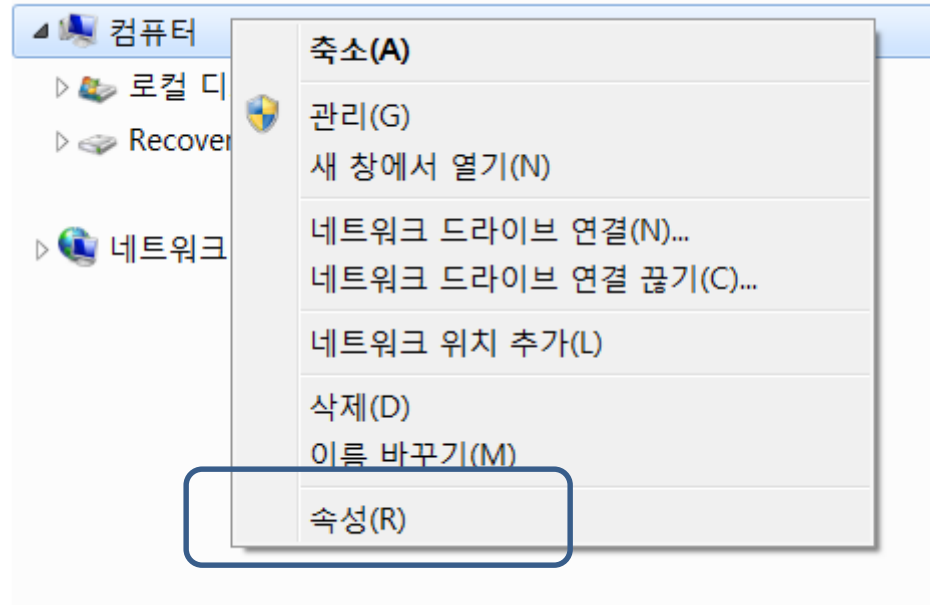 컴퓨터
축소(A)
로컬 디
관리(G)
Recover
새 창에서 열기(N)
네트워크
네트워크 드라이브 연결(N)...
네트워크 드라이브 연결 끊기(C)...
네트워크 위치 추가(L)
삭제(D)
이름 바꾸기(M)
속성(R)